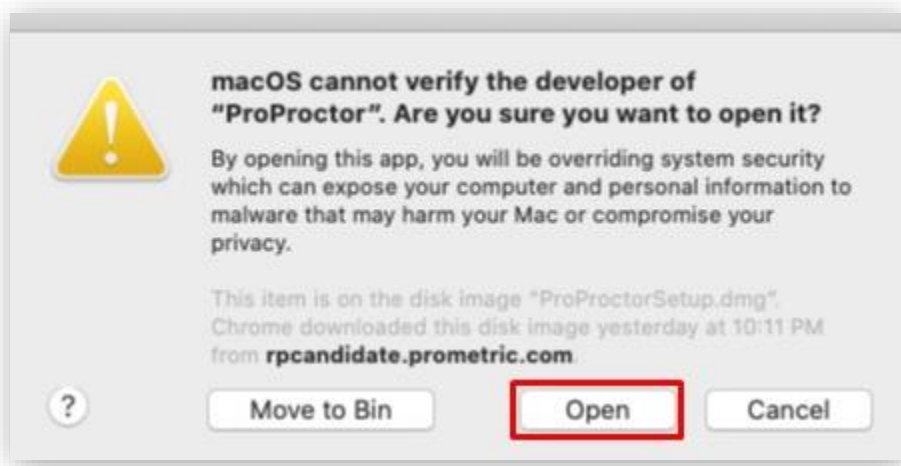 macOS cannot verify the developer of
“ProProctor”. Are you sure you want to open it?
By opening this app, you will be overriding system security
which can expose your computer and personal information to
malware that may harm your Mac or compromise your
privacy.
This item is on the disk image “ProProctorSetup.dmg”.
Chrome downloaded this disk image yesterday at 10:11 PM
from rpcandidate.prometric.com.
? Move to Bin Open Cancel